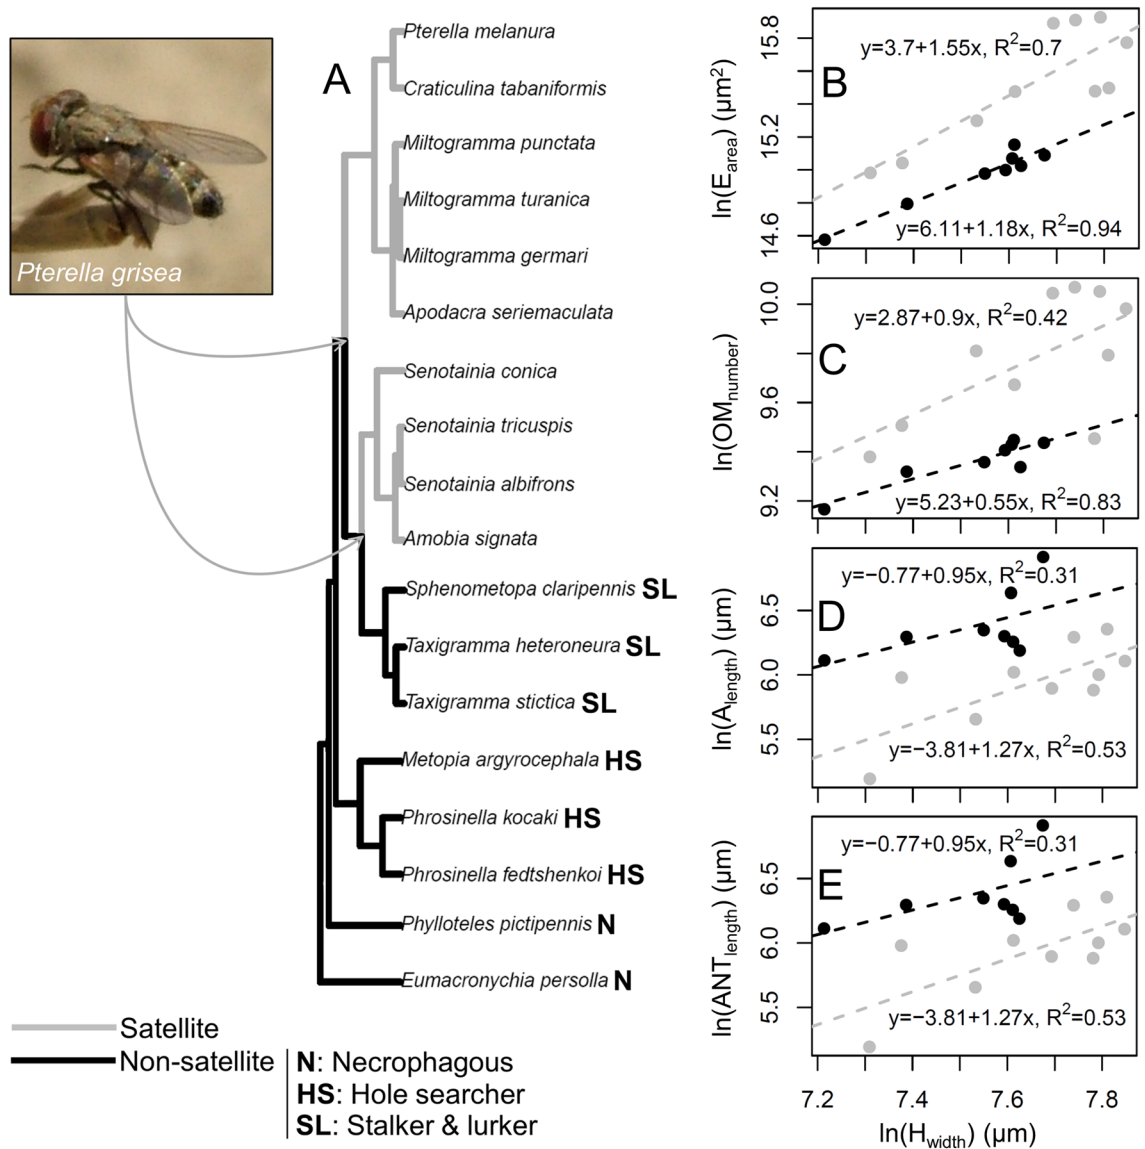 Pterella grisea
A
Pterella melanura
Craticulina tabaniformis
Miltogramma punctata
Miltogramma turanica
Miltogramma germari
Apodacra seriemaculata
Senotainia conica
Senotainia tricuspis
Senotainia albifrons
Amobia signata
Sphenometopa claripennis SL
Taxigramma heteroneura SL
Taxigramma stictica SL
Metopia argyrocephala HS
Phrosinella kocaki HS
Phrosinella fedtshenkoi HS
Phylloteles pictipennis N
Eumacronychia persolla N
Satellite
Non-satellite
N: Necrophagous
HS: Hole searcher
SL: Stalker & lurker
B
y=3.7+1.55x, R²=0.7
y=6.11+1.18x, R²=0.94
ln(Earea) (μm²)
15.8
15.2
14.6
C
y=2.87+0.9x, R²=0.42
y=5.23+0.55x, R²=0.83
ln(OMnumber)
10.0
9.6
9.2
D
y=−0.77+0.95x, R²=0.31
y=−3.81+1.27x, R²=0.53
ln(Alength) (μm)
6.5
6.0
5.5
E
y=−0.77+0.95x, R²=0.31
y=−3.81+1.27x, R²=0.53
ln(ANTlength) (μm)
6.5
6.0
5.5
7.2 7.4 7.6 7.8
ln(Hwidth) (μm)